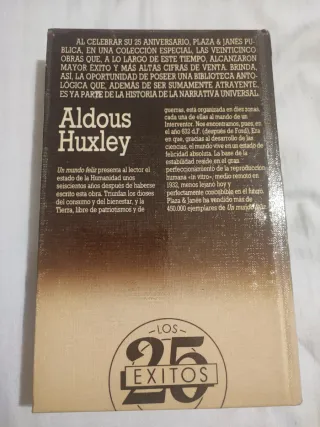 AL CELEBRAR SU 25 ANIVERSARIO, PLAZA & JANES PU-
BLICA, EN UNA COLECCIÓN ESPECIAL, LAS VEINTICINCO
OBRAS QUE, A LO LARGO DE ESTE TIEMPO, ALCANZARON
MAYOR ÉXITO Y MÁS ALTAS CIFRAS DE VENTA. BRINDA,
ASÍ, LA OPORTUNIDAD DE POSEER UNA BIBLIOTECA ANTO-
LÓGICA QUE, ADEMÁS DE SER SUMAMENTE ATRAYENTE,
ES YA PARTE DE LA HISTORIA DE LA NARRATIVA UNIVERSAL.
Aldous
Huxley
Un mundo feliz presenta al lector el
estado de la Humanidad unos
seiscientos años después de haberse
escrito esta obra. Triunfan los dioses
del consumo y del bienestar, y la
Tierra, libre de patriotismos y de
guerras, está organizada en diez zonas,
cada una de ellas al mando de un
Interventor. Nos encontramos, pues, en
el año 632 d.F. (después de Ford). Era
en que, gracias al desarrollo de las
ciencias, el mundo vive en un estado de
felicidad absoluta. La base de la
estabilidad reside en el gran
perfeccionamiento de la reproducción
humana «in vitro», medio remoto en
1932, menos lejano hoy y
perfectamente concebible en el futuro.
Plaza & Janés ha vendido más de
450.000 ejemplares de Un mundo feliz.
LOS
25
EXITOS